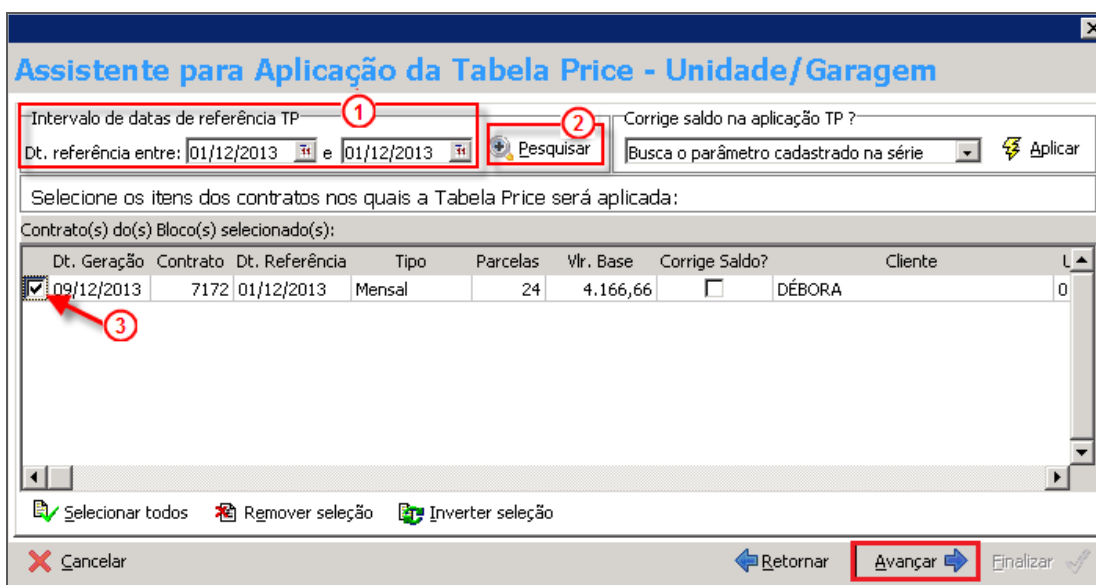 Assistente para Aplicação da Tabela Price - Unidade/Garagem
Intervalo de datas de referência TP 1
Dt. referência entre: 01/12/2013 e 01/12/2013
2
Pesquisar
Corrige saldo na aplicação TP ?
Busca o parâmetro cadastrado na série Aplicar
Selecione os itens dos contratos nos quais a Tabela Price será aplicada:
Contrato(s) do(s) Bloco(s) selecionado(s):
Dt. Geração Contrato Dt. Referência Tipo Parcelas Vlr. Base Corrige Saldo? Cliente
09/12/2013 7172 01/12/2013 Mensal 24 4.166,66 DÉBORA 0
3
Selecionar todos Remover seleção Inverter seleção
Cancelar Retornar Avançar Finalizar